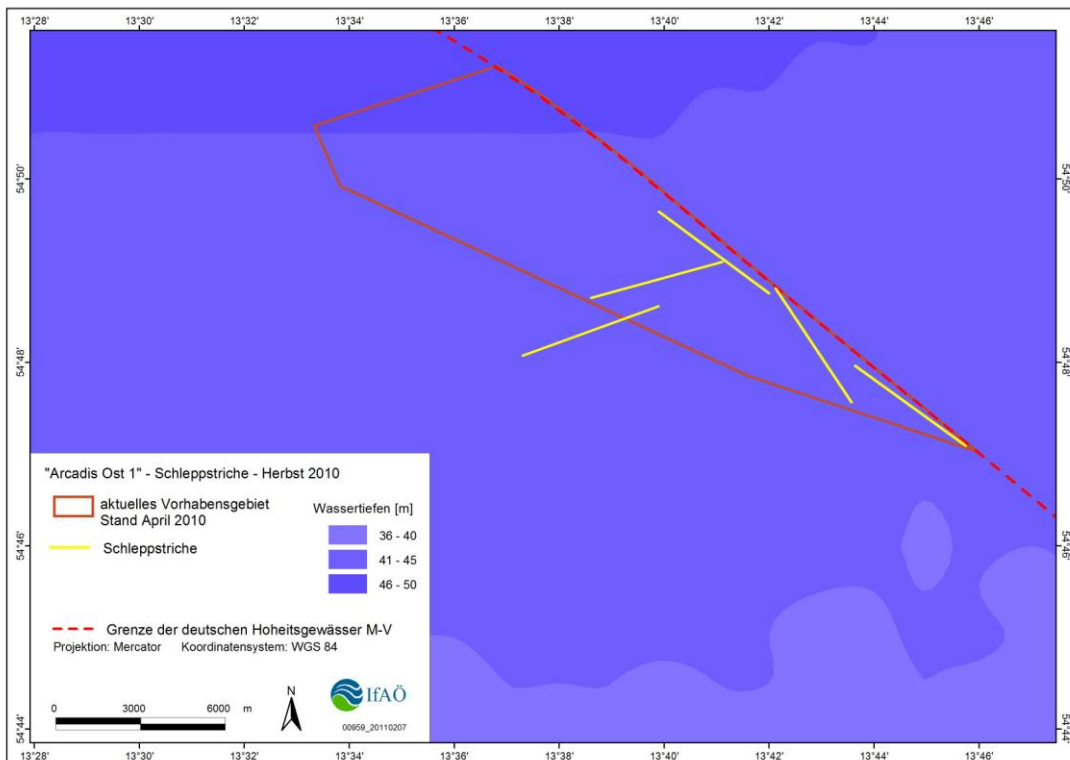 13°28' 13°30' 13°32' 13°34' 13°36' 13°38' 13°40' 13°42' 13°44' 13°46'
54°50' 54°50'
54°48' 54°48'
54°46' 54°46'
54°44' 54°44'
"Arcadis Ost 1" - Schleppstriche - Herbst 2010
aktuelles Vorhabensgebiet
Stand April 2010
Schleppstriche
Wassertiefen [m]
36 - 40
41 - 45
46 - 50
Grenze der deutschen Hoheitsgewässer M-V
Projektion: Mercator Koordinatensystem: WGS 84
0 3000 6000 m
N
IfAÖ
00959_20110207
13°28' 13°30' 13°32' 13°34' 13°36' 13°38' 13°40' 13°42' 13°44' 13°46'